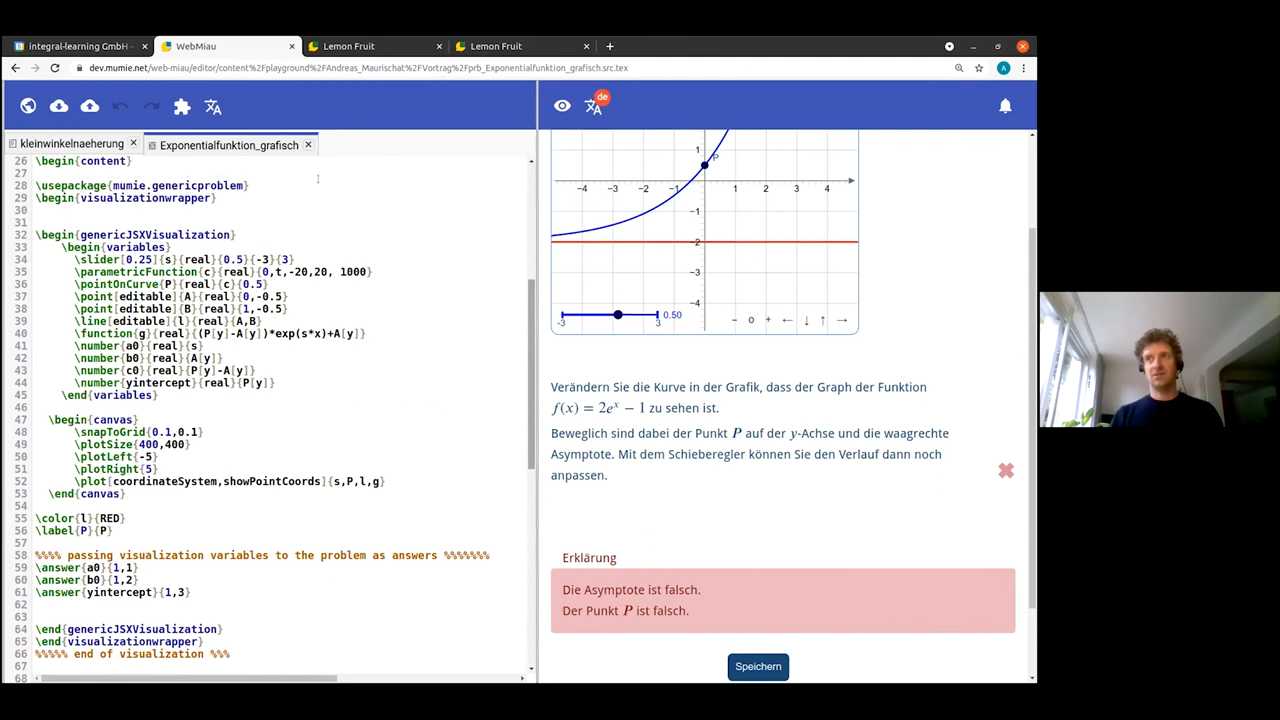 integral-learning GmbH
WebMiau
Lemon Fruit
Lemon Fruit
dev.mumie.net/web-miau/editor/content%2Fplayground%2FAndreas_Maurischat%2FVortrag%2Fprb_Exponentialfunktion_grafisch.src.tex
A
de
kleinwinkelnaeherung
Exponentialfunktion_grafisch
26 \begin{content}
27
28 \usepackage{mumie.genericproblem}
29 \begin{visualizationwrapper}
30
31
32 \begin{genericJSXVisualization}
33 \begin{variables}
34 \slider[0.25]{s}{real}{0.5}{-3}{3}
35 \parametricFunction{c}{real}{0,t,-20,20, 1000}
36 \pointOnCurve{P}{real}{c}{0.5}
37 \point[editable]{A}{real}{0,-0.5}
38 \point[editable]{B}{real}{1,-0.5}
39 \line[editable]{l}{real}{A,B}
40 \function{g}{real}{(P[y]-A[y])*exp(s*x)+A[y]}
41 \number{a0}{real}{s}
42 \number{b0}{real}{A[y]}
43 \number{c0}{real}{P[y]-A[y]}
44 \number{yintercept}{real}{P[y]}
45 \end{variables}
46
47 \begin{canvas}
48 \snapToGrid{0.1,0.1}
49 \plotSize{400,400}
50 \plotLeft{-5}
51 \plotRight{5}
52 \plot[coordinateSystem,showPointCoords]{s,P,l,g}
53 \end{canvas}
54
55 \color{l}{RED}
56 \label{P}{P}
57
58 %%%% passing visualization variables to the problem as answers %%%%%%%
59 \answer{a0}{1,1}
60 \answer{b0}{1,2}
61 \answer{yintercept}{1,3}
62
63
64 \end{genericJSXVisualization}
65 \end{visualizationwrapper}
66 %%%%% end of visualization %%%
67
68
1
P
−4 −3 −2 −1 1 2 3 4
−1
−2
−3
−4
-3 3 0.50
− o + ← ↓ ↑ →
Verändern Sie die Kurve in der Grafik, dass der Graph der Funktion
f(x) = 2eˣ − 1 zu sehen ist.
Beweglich sind dabei der Punkt P auf der y-Achse und die waagrechte
Asymptote. Mit dem Schieberegler können Sie den Verlauf dann noch
anpassen.
Erklärung
Die Asymptote ist falsch.
Der Punkt P ist falsch.
Speichern